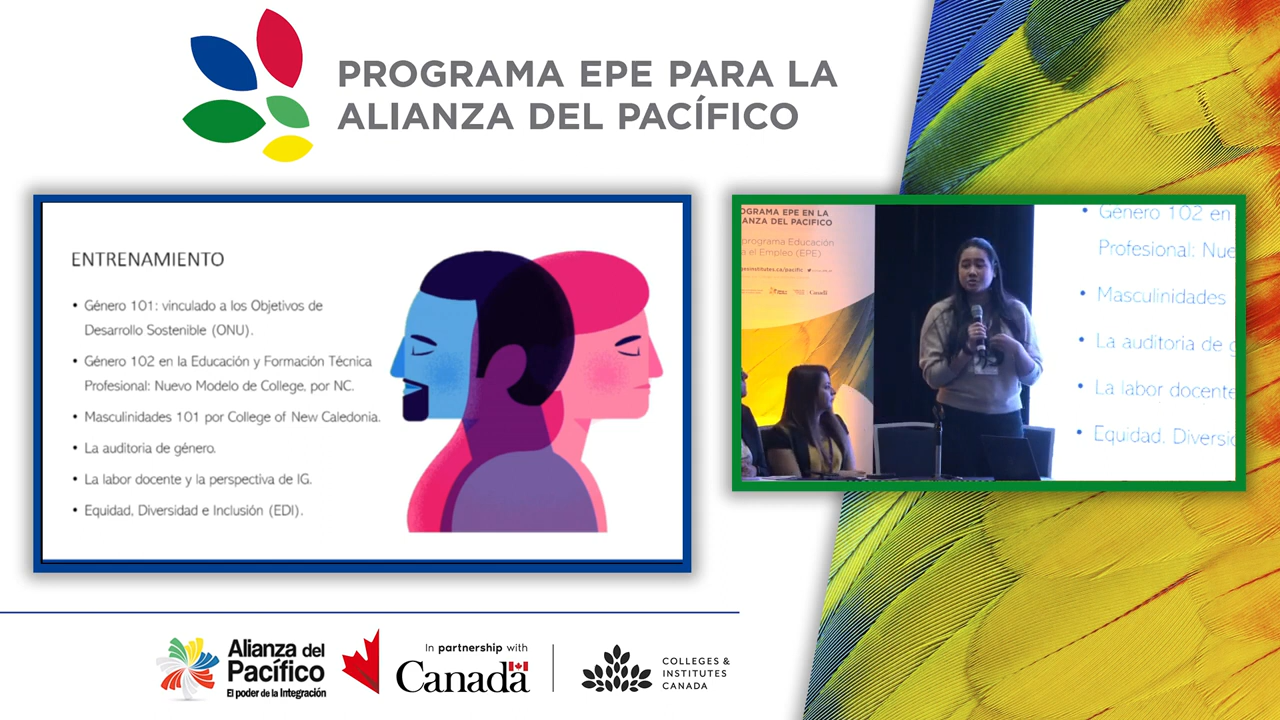 PROGRAMA EPE PARA LA
ALIANZA DEL PACÍFICO
ENTRENAMIENTO
• Género 101: vinculado a los Objetivos de
Desarrollo Sostenible (ONU).
• Género 102 en la Educación y Formación Técnica
Profesional: Nuevo Modelo de College, por NC.
• Masculinidades 101 por College of New Caledonia.
• La auditoria de género.
• La labor docente y la perspectiva de IG.
• Equidad, Diversidad e Inclusión (EDI).
OGRAMA EPE EN LA
ANZA DEL PACIFICO
programa Educación
a el Empleo (EPE)
• Género 102 en
Profesional: Nue
• Masculinidades
• La auditoria de g
• La labor docente
• Equidad, Diversid
Alianza del
Pacífico
El poder de la Integración
In partnership with
Canada
COLLEGES &
INSTITUTES
CANADA